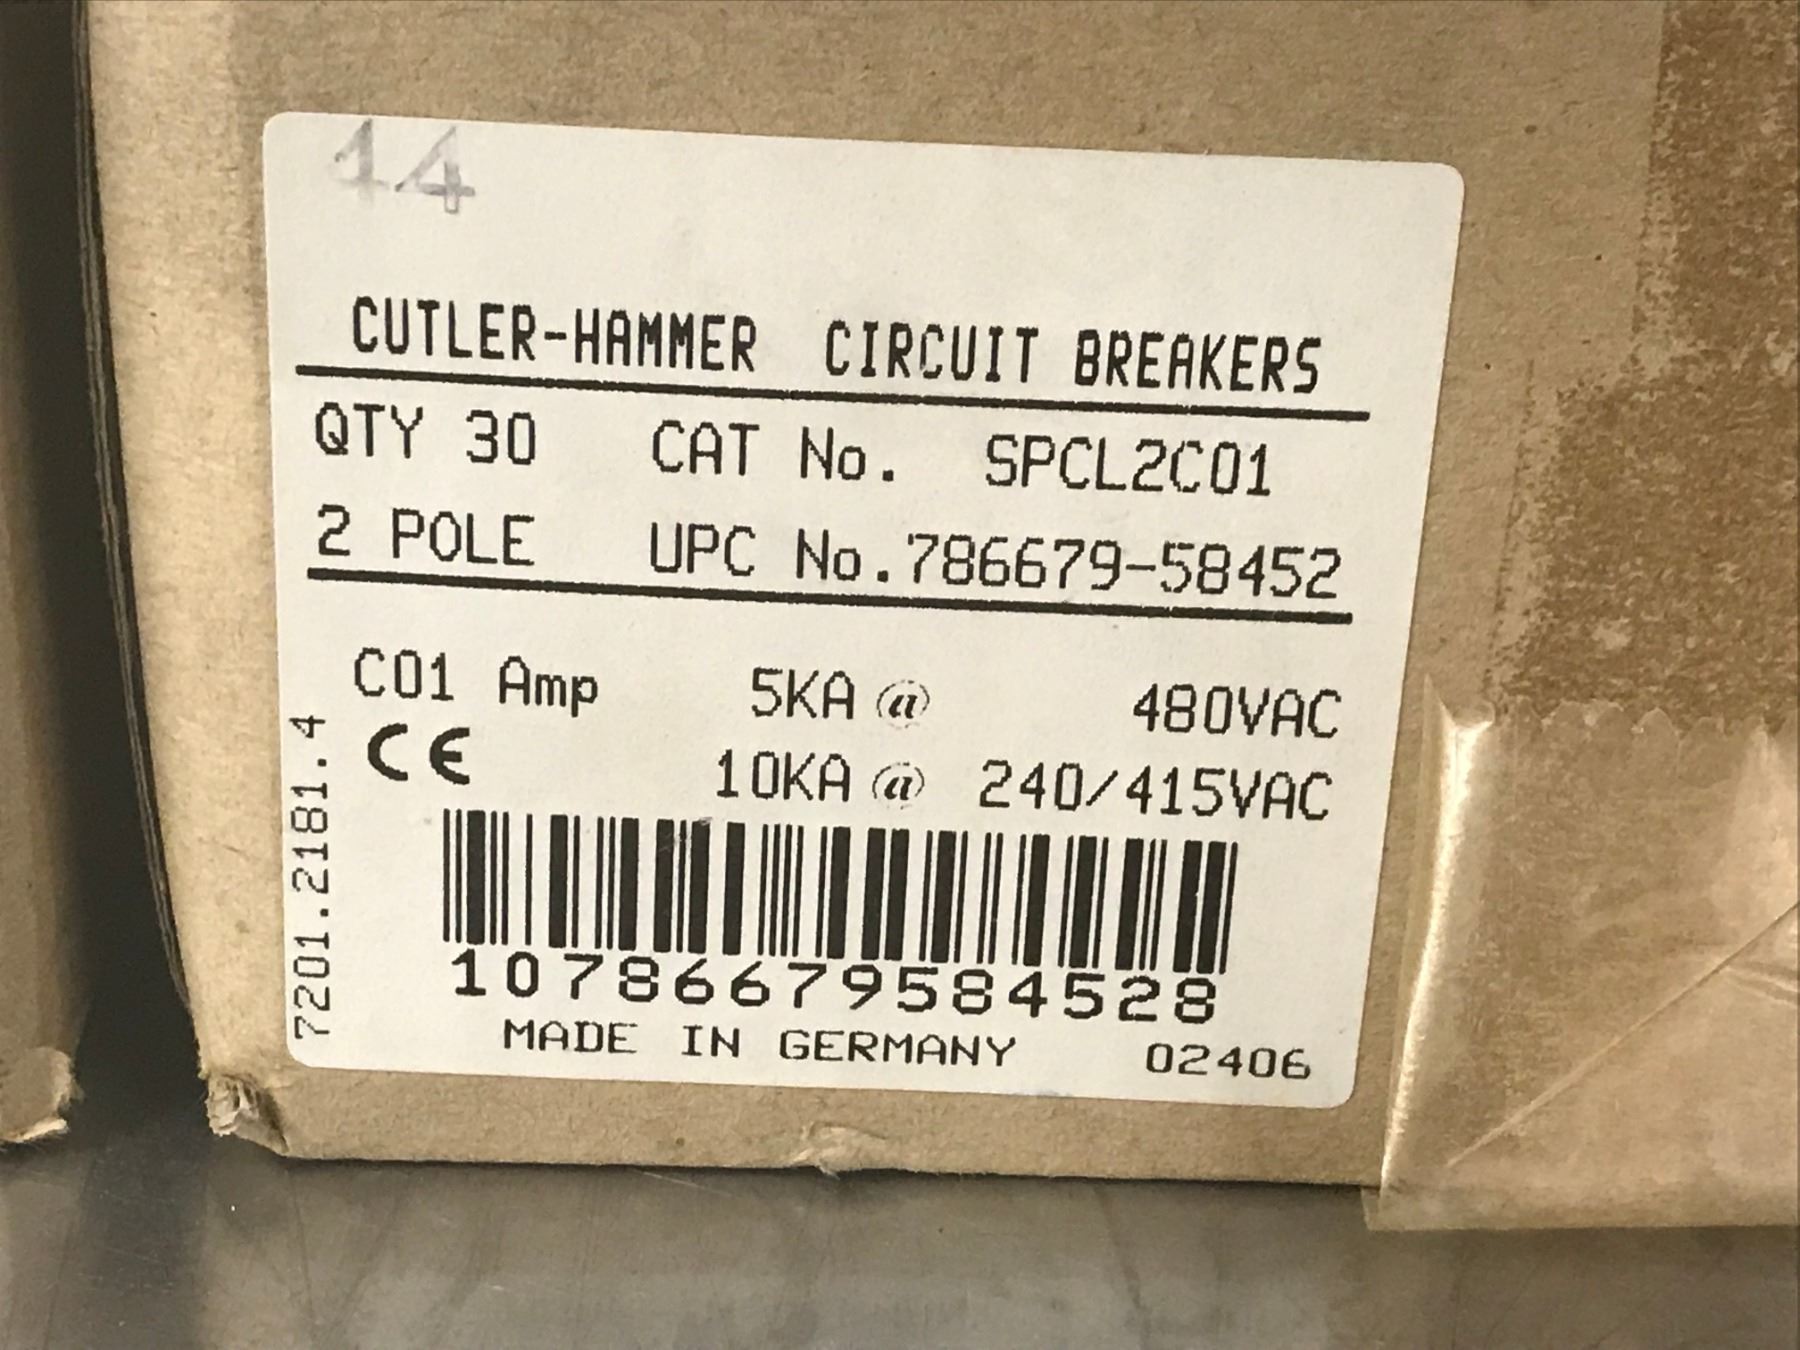 14
CUTLER-HAMMER CIRCUIT BREAKERS
QTY 30 CAT No. SPCL2C01
2 POLE UPC No.786679-58452
C01 Amp 5KA @ 480VAC
CE 10KA @ 240/415VAC
7201.2181.4
10786679584528
MADE IN GERMANY 02406